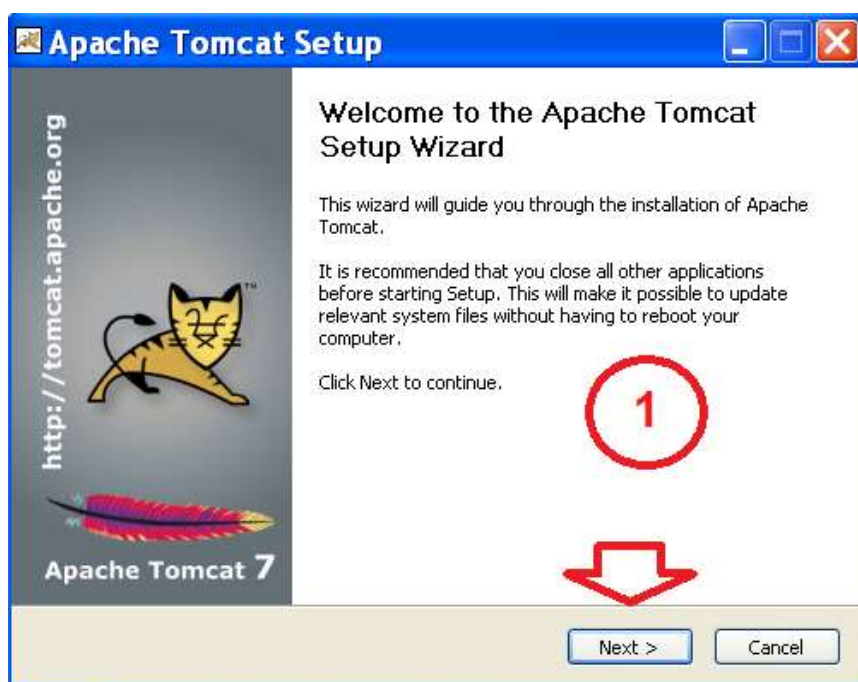 Apache Tomcat Setup
http://tomcat.apache.org
TM
Apache Tomcat 7
Welcome to the Apache Tomcat
Setup Wizard
This wizard will guide you through the installation of Apache
Tomcat.
It is recommended that you close all other applications
before starting Setup. This will make it possible to update
relevant system files without having to reboot your
computer.
Click Next to continue.
1
Next >
Cancel